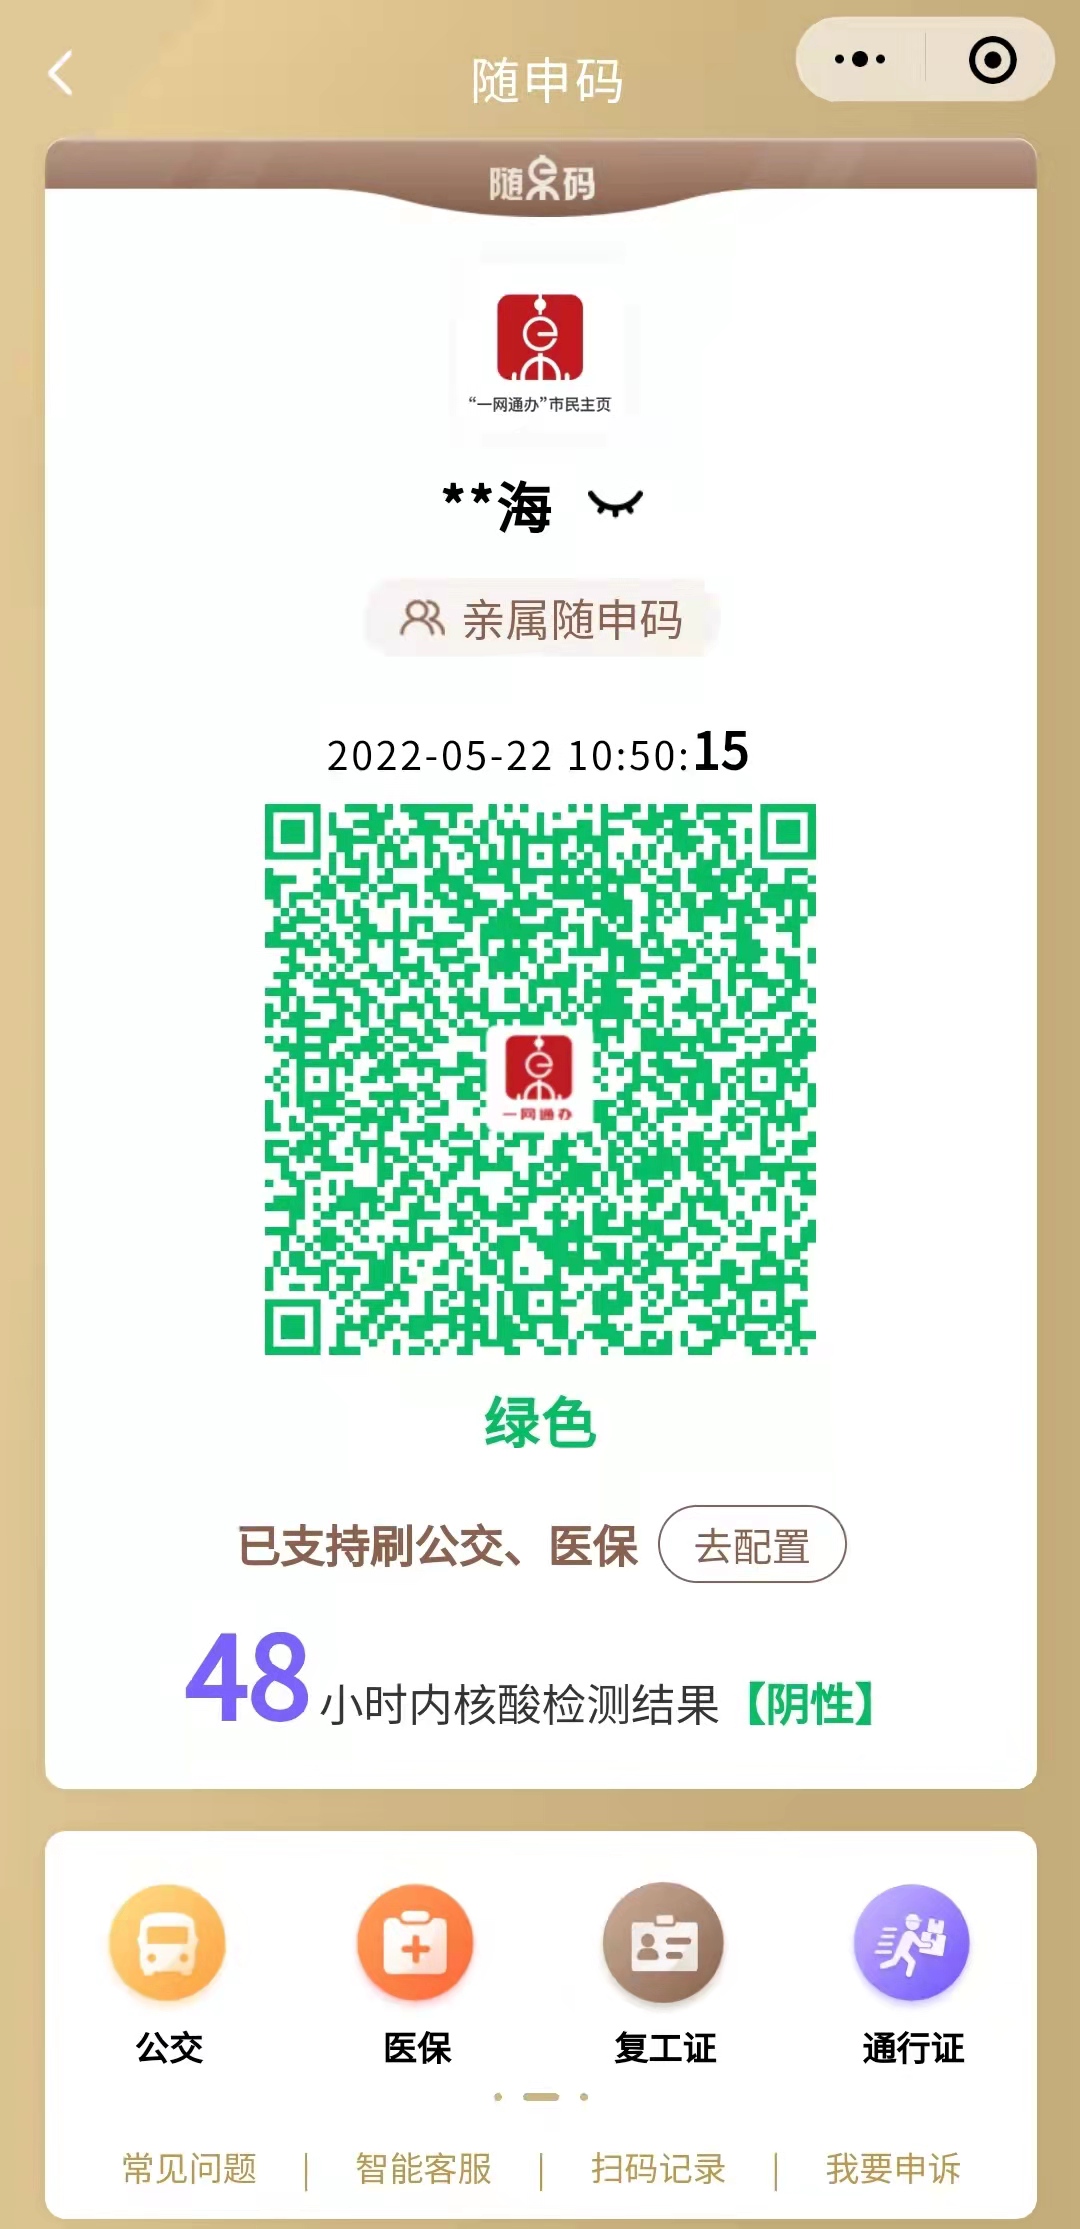 随申码
随申码
“一网通办”市民主页
**海
亲属随申码
2022-05-22 10:50:15
一网通办
绿色
已支持刷公交、医保 去配置
48小时内核酸检测结果【阴性】
公交 医保 复工证 通行证
常见问题 | 智能客服 | 扫码记录 | 我要申诉